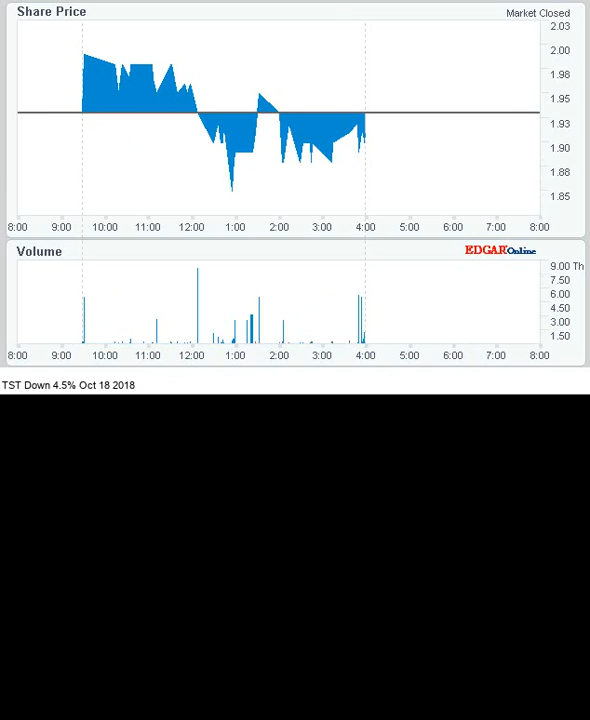 Share Price
Market Closed
2.03
2.00
1.98
1.95
1.93
1.90
1.88
1.85
8:00 9:00 10:00 11:00 12:00 1:00 2:00 3:00 4:00 5:00 6:00 7:00 8:00
Volume
EDGAR Online
9.00 Th
7.50
6.00
4.50
3.00
1.50
8:00 9:00 10:00 11:00 12:00 1:00 2:00 3:00 4:00 5:00 6:00 7:00 8:00
TST Down 4.5% Oct 18 2018